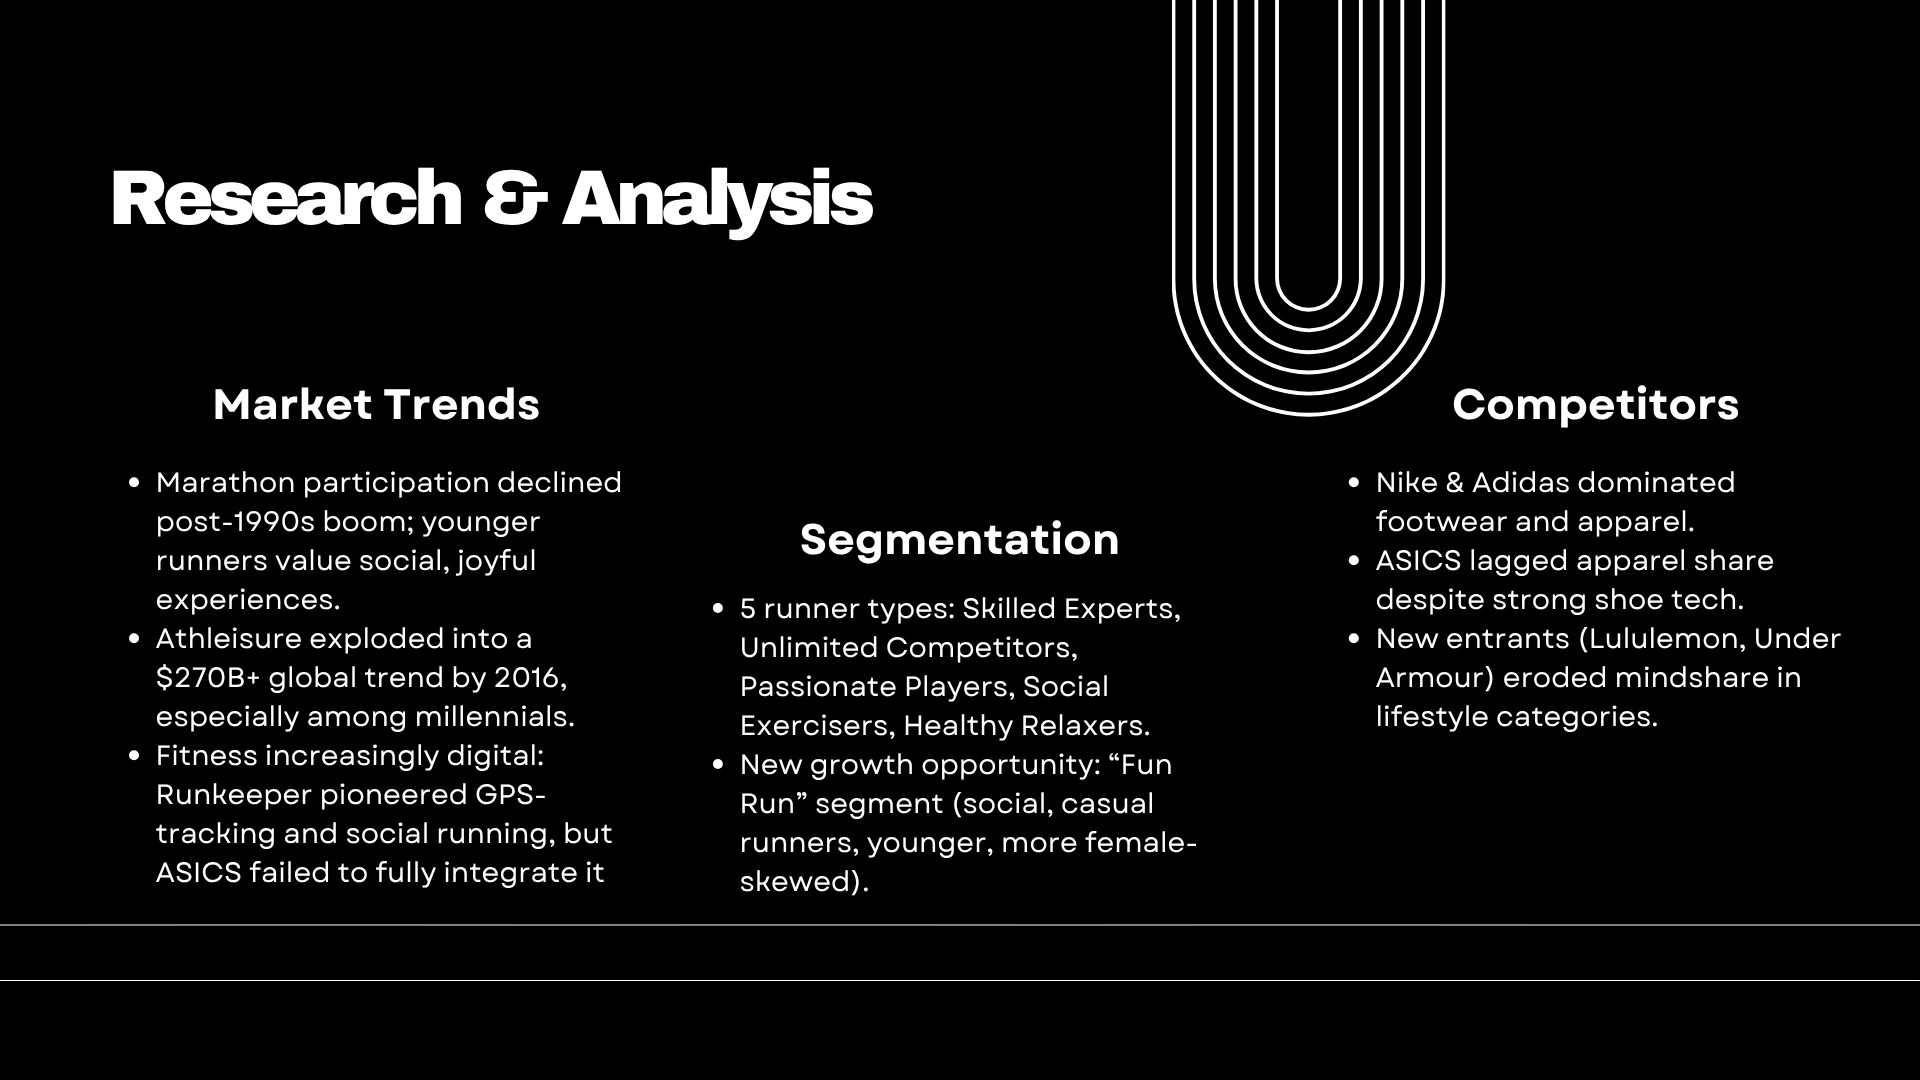 Research & Analysis
Market Trends
• Marathon participation declined
post-1990s boom; younger
runners value social, joyful
experiences.
• Athleisure exploded into a
$270B+ global trend by 2016,
especially among millennials.
• Fitness increasingly digital:
Runkeeper pioneered GPS-
tracking and social running, but
ASICS failed to fully integrate it
Segmentation
• 5 runner types: Skilled Experts,
Unlimited Competitors,
Passionate Players, Social
Exercisers, Healthy Relaxers.
• New growth opportunity: “Fun
Run” segment (social, casual
runners, younger, more female-
skewed).
Competitors
• Nike & Adidas dominated
footwear and apparel.
• ASICS lagged apparel share
despite strong shoe tech.
• New entrants (Lululemon, Under
Armour) eroded mindshare in
lifestyle categories.